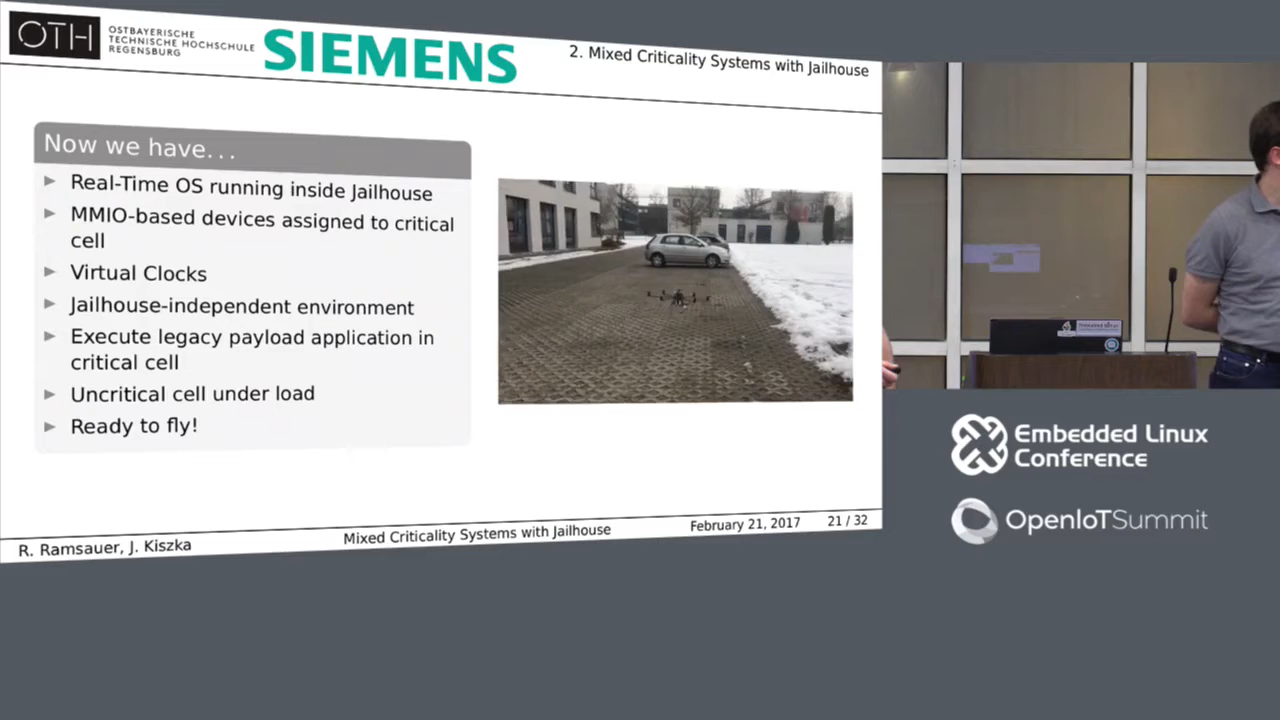 OTH
OSTBAYERISCHE
TECHNISCHE HOCHSCHULE
REGENSBURG
SIEMENS
2. Mixed Criticality Systems with Jailhouse
Now we have...
Real-Time OS running inside Jailhouse
MMIO-based devices assigned to critical
cell
Virtual Clocks
Jailhouse-independent environment
Execute legacy payload application in
critical cell
Uncritical cell under load
Ready to fly!
R. Ramsauer, J. Kiszka
Mixed Criticality Systems with Jailhouse
February 21, 2017
21 / 32
Embedded Linux
Conference
OpenIoTSummit